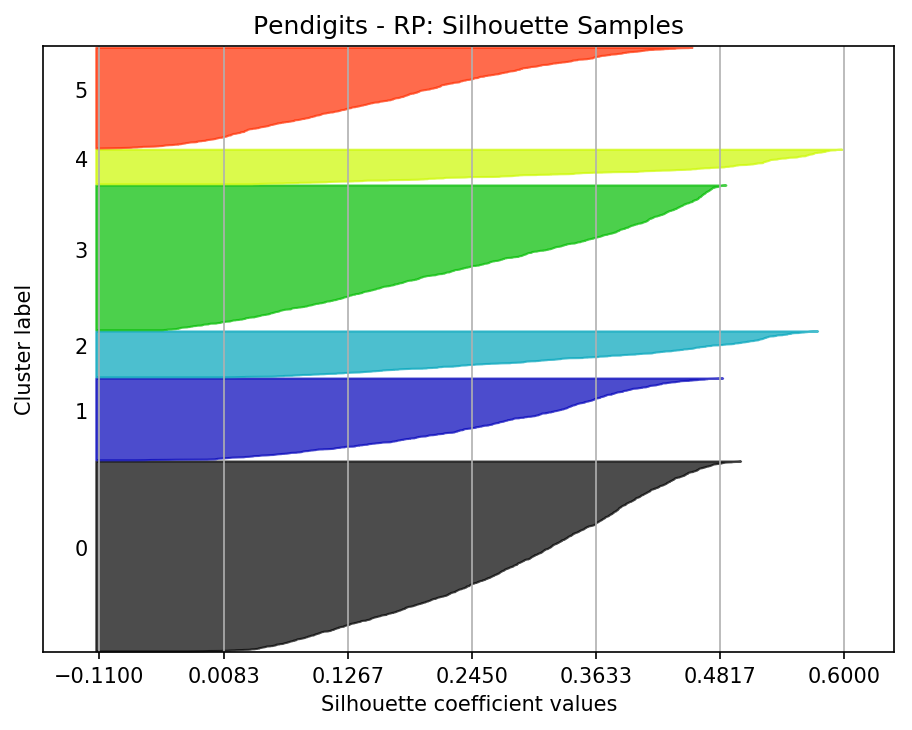 Pendigits - RP: Silhouette Samples
5
4
3
2
1
0
Cluster label
−0.1100 0.0083 0.1267 0.2450 0.3633 0.4817 0.6000
Silhouette coefficient values